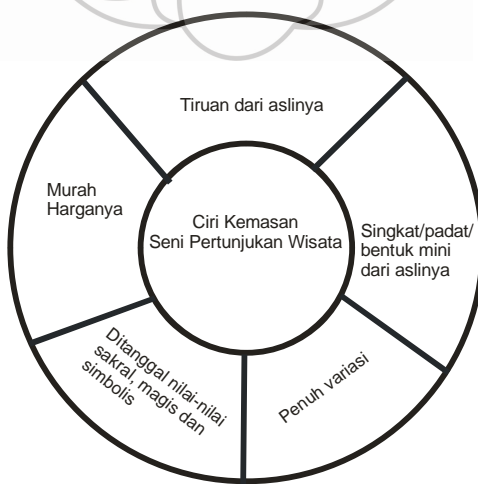 Tiruan dari aslinya
Murah
Harganya
Ciri Kemasan
Seni Pertunjukan Wisata
Singkat/padat/
bentuk mini
dari aslinya
Ditanggal nilai-nilai
sakral, magis dan
simbolis
Penuh variasi